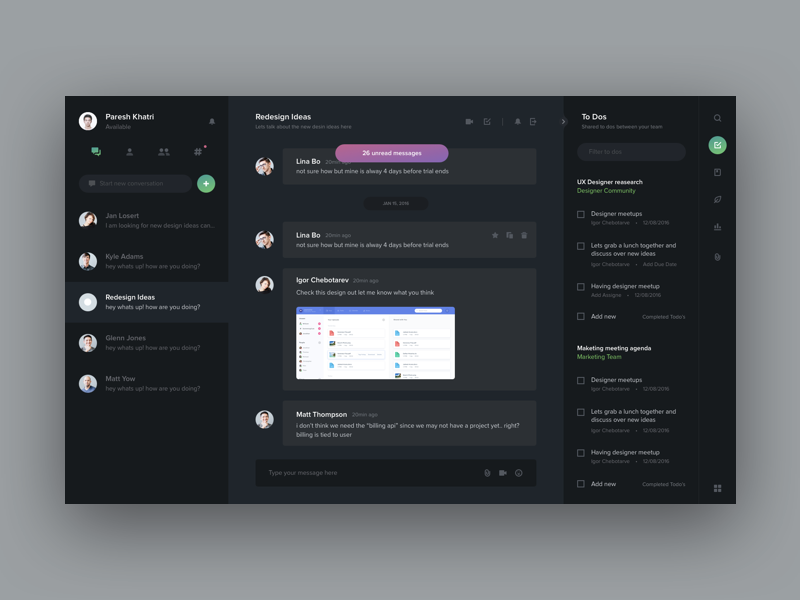 Paresh Khatri
Available
Start new conversation
Jan Losert
I am looking for new design ideas can...
Kyle Adams
hey whats up! how are you doing?
Redesign Ideas
hey whats up! how are you doing?
Glenn Jones
hey whats up! how are you doing?
Matt Yow
hey whats up! how are you doing?
Redesign Ideas
Lets talk about the new desin ideas here
26 unread messages
Lina Bo 20min
not sure how but mine is alway 4 days before trial ends
JAN 15, 2016
Lina Bo 20min ago
not sure how but mine is alway 4 days before trial ends
Igor Chebotarev 20min ago
Check this design out let me know what you think
Matt Thompson 20min ago
i don't think we need the "billing api" since we may not have a project yet.. right?
billing is tied to user
Type your message here
To Dos
Shared to dos between your team
Filter to dos
UX Designer reasearch
Designer Community
Designer meetups
Igor Chebotarve • 12/08/2016
Lets grab a lunch together and
discuss over new ideas
Igor Chebotarve • Add Due Date
Having designer meetup
Add Assigne • 12/08/2016
Add new Completed Todo's
Maketing meeting agenda
Marketing Team
Designer meetups
Igor Chebotarve • 12/08/2016
Lets grab a lunch together and
discuss over new ideas
Igor Chebotarve • 12/08/2016
Having designer meetup
Igor Chebotarve • 12/08/2016
Add new Completed Todo's